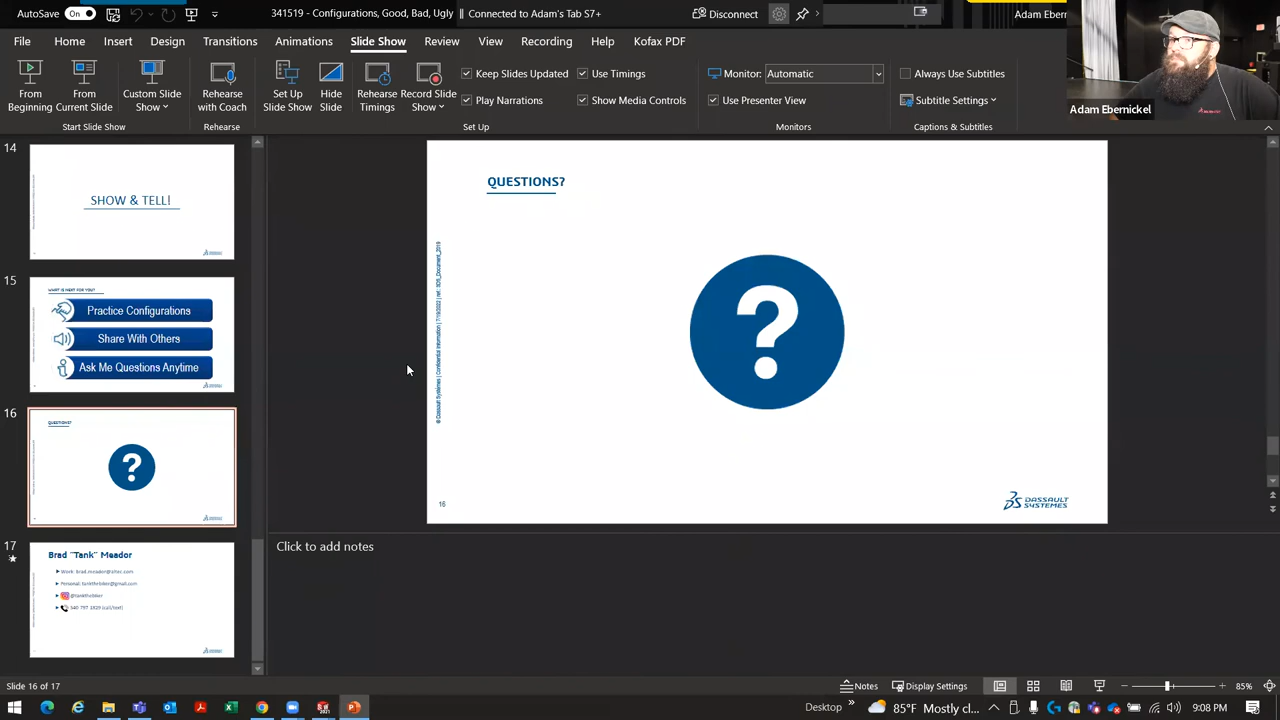 AutoSave
On
341519 - Configurations, Good, Bad, Ugly
Connected to Adam's Tab S7+
Disconnect
Adam Ebern
File
Home
Insert
Design
Transitions
Animations
Slide Show
Review
View
Recording
Help
Kofax PDF
From Beginning
From Current Slide
Custom Slide Show
Start Slide Show
Rehearse with Coach
Rehearse
Set Up Slide Show
Hide Slide
Rehearse Timings
Record Slide Show
Keep Slides Updated
Use Timings
Play Narrations
Show Media Controls
Set Up
Monitor:
Automatic
Use Presenter View
Monitors
Always Use Subtitles
Subtitle Settings
Captions & Subtitles
Adam Ebernickel
14
SHOW & TELL!
15
WHAT IS NEXT FOR YOU?
Practice Configurations
Share With Others
Ask Me Questions Anytime
16
QUESTIONS?
?
17
Brad "Tank" Meador
@tankthebiker
QUESTIONS?
?
16
DASSAULT
SYSTEMES
Click to add notes
Slide 16 of 17
Notes
Display Settings
85%
Desktop
85°F Mostly cl...
9:08 PM